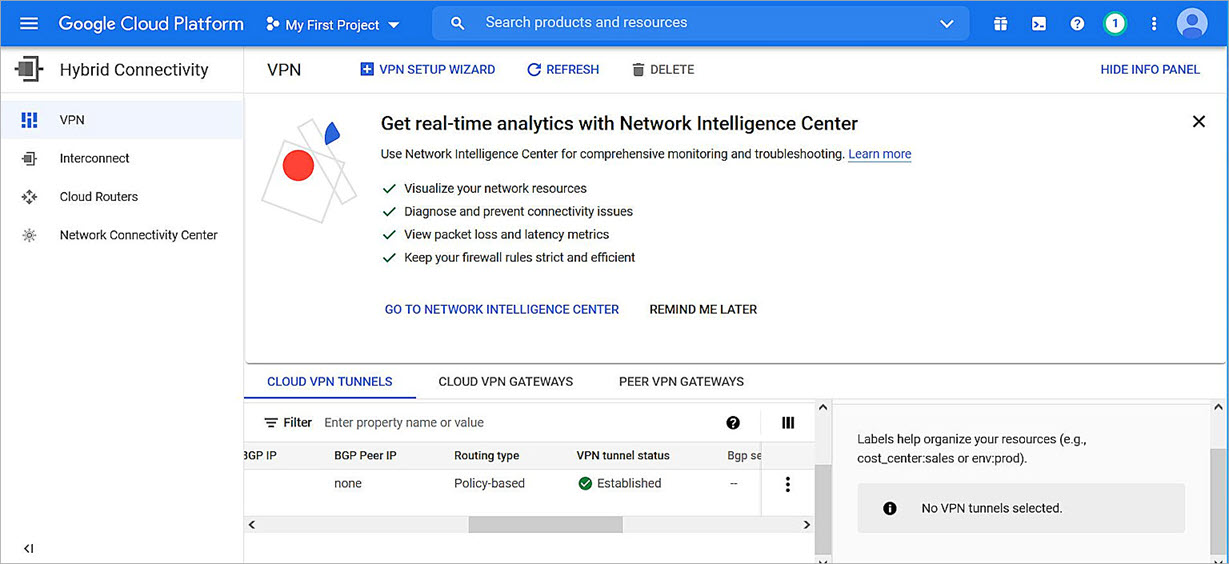 Google Cloud Platform
My First Project
Search products and resources
1
Hybrid Connectivity
VPN
VPN SETUP WIZARD
REFRESH
DELETE
HIDE INFO PANEL
VPN
Interconnect
Cloud Routers
Network Connectivity Center
Get real-time analytics with Network Intelligence Center
Use Network Intelligence Center for comprehensive monitoring and troubleshooting. Learn more
Visualize your network resources
Diagnose and prevent connectivity issues
View packet loss and latency metrics
Keep your firewall rules strict and efficient
GO TO NETWORK INTELLIGENCE CENTER
REMIND ME LATER
CLOUD VPN TUNNELS
CLOUD VPN GATEWAYS
PEER VPN GATEWAYS
Filter
Enter property name or value
BGP IP
BGP Peer IP
Routing type
VPN tunnel status
Bgp se
none
Policy-based
Established
--
Labels help organize your resources (e.g.,
cost_center:sales or env:prod).
No VPN tunnels selected.